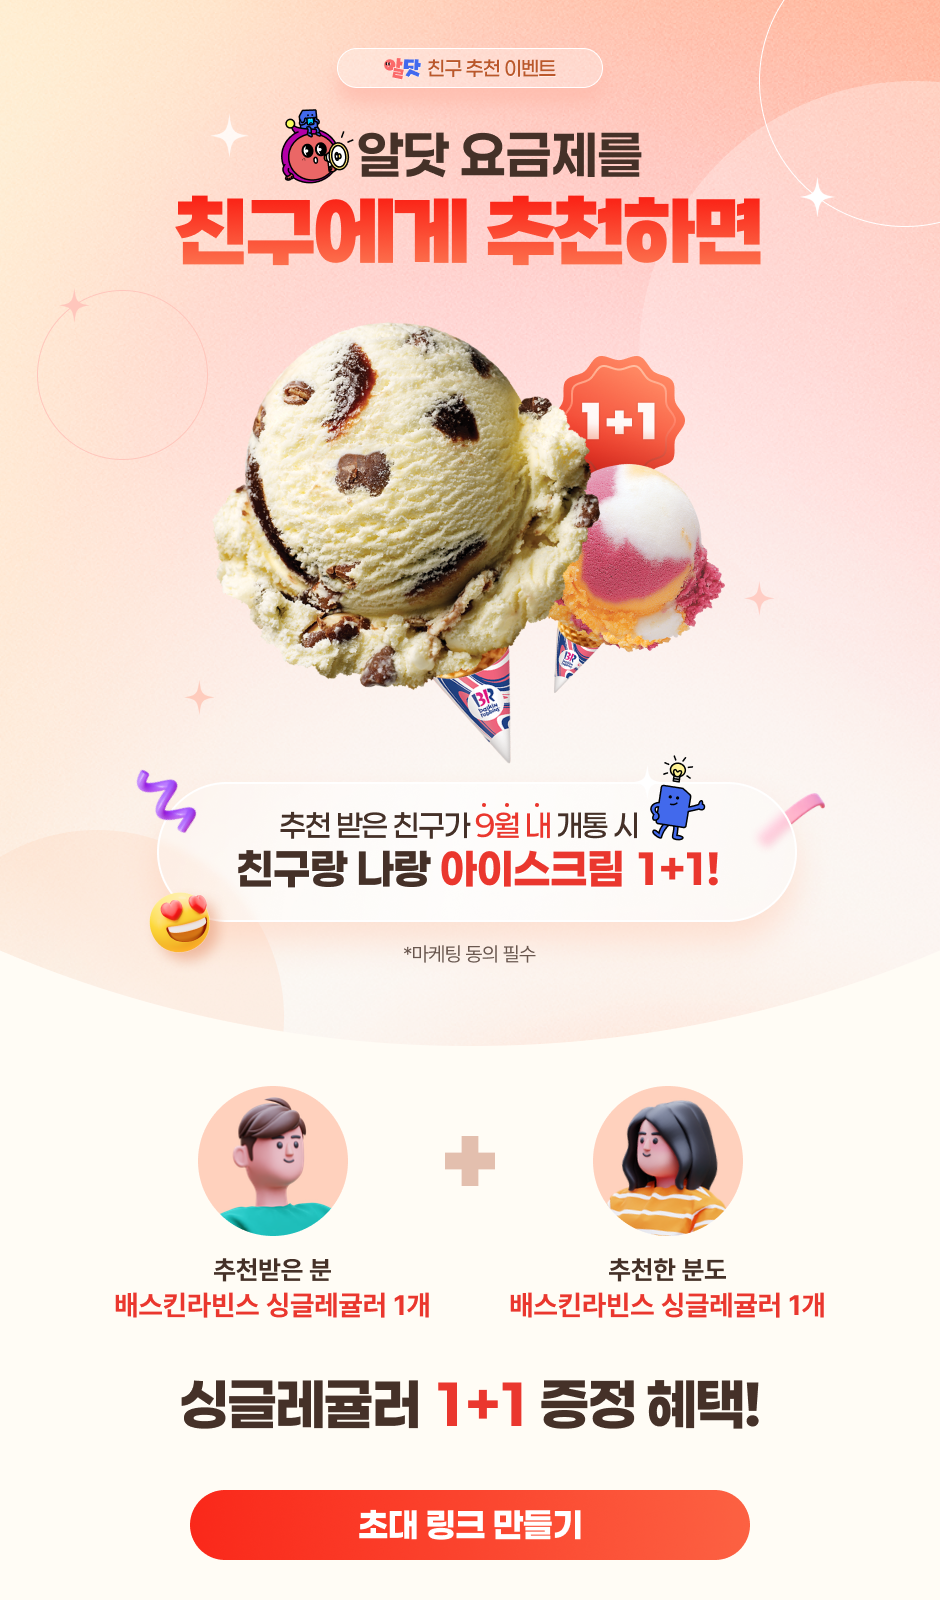 알닷 친구 추천 이벤트
알닷 요금제를
친구에게 추천하면
1+1
BR
baskin robbins
BR
추천 받은 친구가 9월 내 개통 시
친구랑 나랑 아이스크림 1+1!
*마케팅 동의 필수
추천받은 분
배스킨라빈스 싱글레귤러 1개
추천한 분도
배스킨라빈스 싱글레귤러 1개
싱글레귤러 1+1 증정 혜택!
초대 링크 만들기